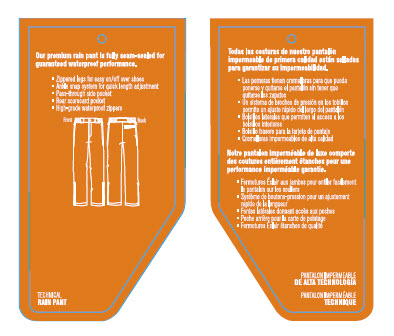 Our premium rain pant is fully seam-sealed for
guaranteed waterproof performance.
• Zippered legs for easy on/off over shoes
• Ankle snap system for quick length adjustment
• Pass-through side pocket
• Rear scorecard pocket
• High-grade waterproof zippers
Front
Back
TECHNICAL
RAIN PANT
Todas las costuras de nuestro pantalón
impermeable de primera calidad están selladas
para garantizar su impermeabilidad.
• Las perneras tienen cremalleras para que pueda
ponerse y quitarse el pantalón sin tener que
quitarse los zapatos
• Un sistema de broches de presión en los tobillos
permite un ajuste rápido del largo del pantalón
• Bolsillos laterales que permiten el acceso a los
bolsillos interiores
• Bolsillo trasero para la tarjeta de puntaje
• Cremalleras impermeables de alta calidad
Notre pantalon imperméable de luxe comporte
des coutures entièrement étanches pour une
performance imperméable garantie.
• Fermetures Éclair aux jambes pour enfiler facilement
le pantalon sur les souliers
• Système de boutons-pression pour un ajustement
rapide de la longueur
• Fentes latérales donnant accès aux poches
• Poche arrière pour la carte de pointage
• Fermetures Éclair étanches de qualité
PANTALON IMPERMEABLE
DE ALTA TECHNOLOGÍA
PANTALON IMPERMÉABLE
TECHNIQUE